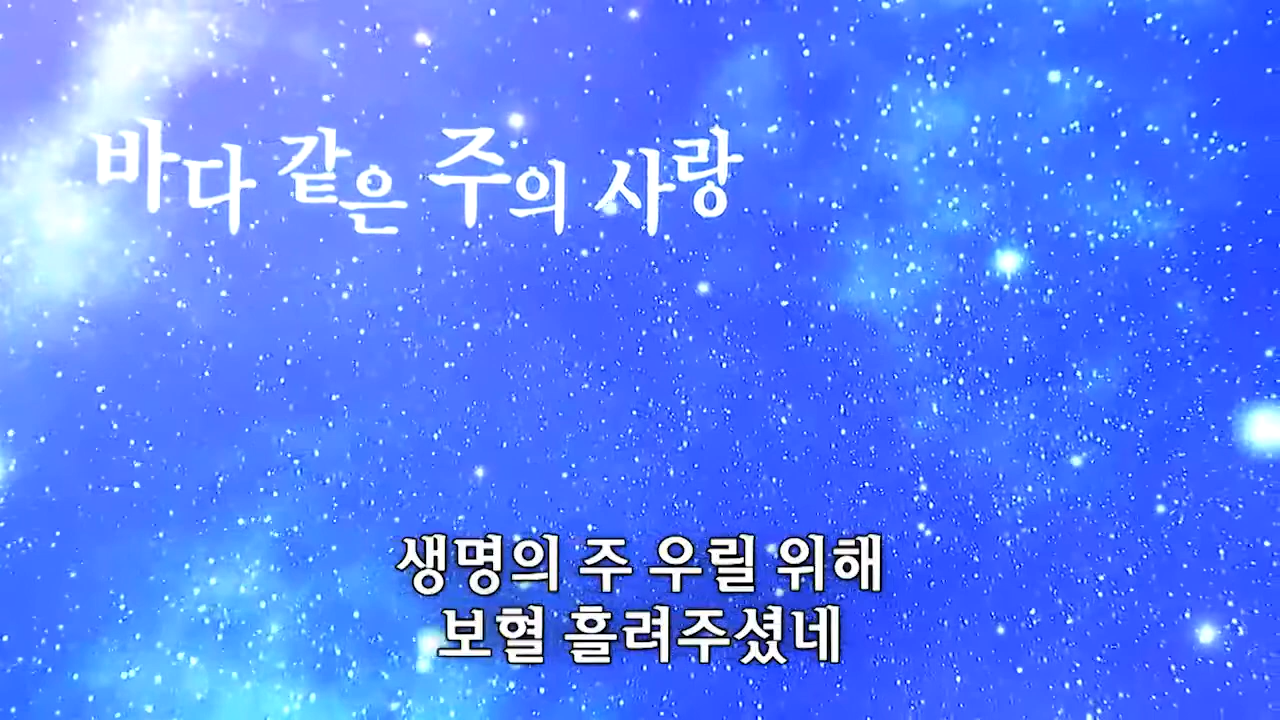 바다 같은 주의 사랑
생명의 주 우릴 위해
보혈 흘려주셨네